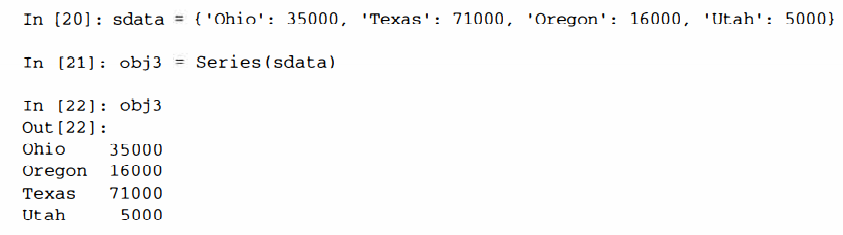 In [20]: sdata = {'Ohio': 35000, 'Texas': 71000, 'Oregon': 16000, 'Utah': 5000}
In [21]: obj3 = Series(sdata)
In [22]: obj3
Out[22]:
Ohio 35000
Oregon 16000
Texas 71000
Utah 5000